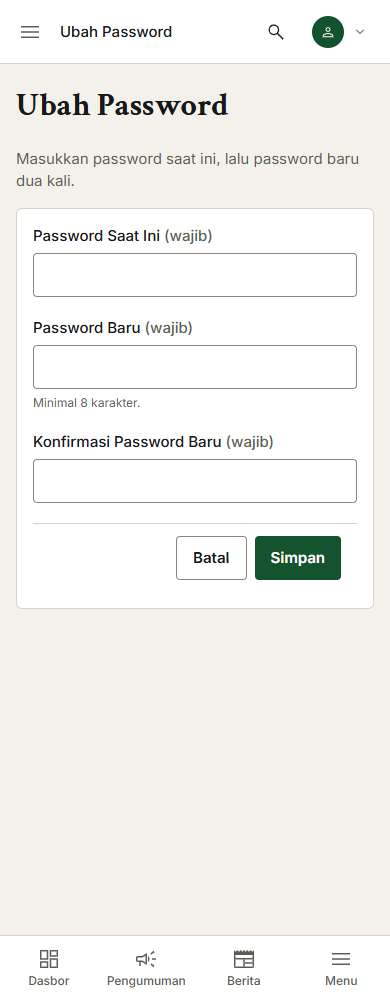 Ubah Password
Ubah Password
Masukkan password saat ini, lalu password baru
dua kali.
Password Saat Ini (wajib)
Password Baru (wajib)
Minimal 8 karakter.
Konfirmasi Password Baru (wajib)
Batal
Simpan
Dasbor
Pengumuman
Berita
Menu